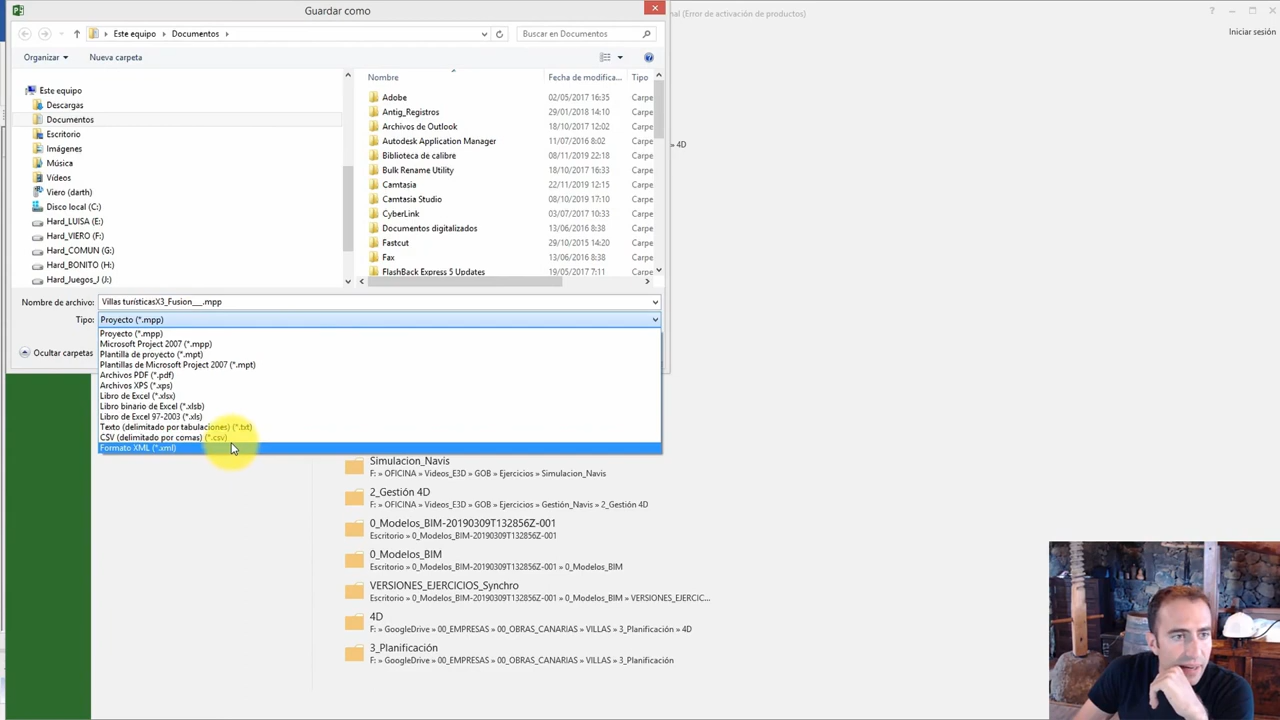 Guardar como
nal (Error de activación de productos)
Iniciar sesión
Este equipo
Documentos
Buscar en Documentos
Organizar
Nueva carpeta
Este equipo
Descargas
Documentos
Escritorio
Imágenes
Música
Vídeos
Viero (darth)
Disco local (C:)
Hard_LUISA (E:)
Hard_VIERO (F:)
Hard_COMUN (G:)
Hard_BONITO (H:)
Hard_Juegos_J (J:)
Nombre Fecha de modifica... Tipo
Adobe 02/05/2017 16:35 Carpe
Antig_Registros 29/01/2018 14:10 Carpe
Archivos de Outlook 18/10/2017 12:02 Carpe
Autodesk Application Manager 11/07/2016 16:35 Carpe
Biblioteca de calibre 08/11/2019 22:18 Carpe
Bulk Rename Utility 18/10/2017 16:33 Carpe
Camtasia 22/11/2019 12:15 Carpe
Camtasia Studio 08/10/2019 17:10 Carpe
CyberLink 03/07/2017 10:33 Carpe
Documentos digitalizados 13/06/2016 8:38 Carpe
Fastcut 29/10/2015 14:20 Carpe
Fax 13/06/2016 8:38 Carpe
FlashBack Express 5 Updates 19/05/2017 7:11 Carpe
» 4D
Nombre de archivo: Villas turísticasX3_Fusion__.mpp
Tipo: Proyecto (*.mpp)
Proyecto (*.mpp)
Microsoft Project 2007 (*.mpp)
Plantilla de proyecto (*.mpt)
Plantillas de Microsoft Project 2007 (*.mpt)
Archivos PDF (*.pdf)
Archivos XPS (*.xps)
Libro de Excel (*.xlsx)
Libro binario de Excel (*.xlsb)
Libro de Excel 97-2003 (*.xls)
Texto (delimitado por tabulaciones) (*.txt)
CSV (delimitado por comas) (*.csv)
Formato XML (*.xml)
Ocultar carpetas
Simulacion_Navis
F: » OFICINA » Videos_E3D » GOB » Ejercicios » Simulación_Navis
2_Gestión 4D
F: » OFICINA » Videos_E3D » GOB » Ejercicios » Gestión_Navis » 2_Gestión 4D
0_Modelos_BIM-20190309T132856Z-001
Escritorio » 0_Modelos_BIM-20190309T132856Z-001
0_Modelos_BIM
Escritorio » 0_Modelos_BIM-20190309T132856Z-001 » 0_Modelos_BIM
VERSIONES_EJERCICIOS_Synchro
Escritorio » 0_Modelos_BIM-20190309T132856Z-001 » 0_Modelos_BIM » VERSIONES_EJERCIC...
4D
F: » GoogleDrive » 00_EMPRESAS » 00_OBRAS_CANARIAS » VILLAS » 3_Planificación » 4D
3_Planificación
F: » GoogleDrive » 00_EMPRESAS » 00_OBRAS_CANARIAS » VILLAS » 3_Planificación